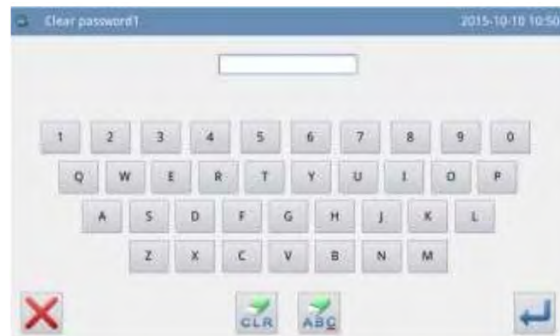 Clear password1 2015-10-10 10:50
1 2 3 4 5 6 7 8 9 0
Q W E R T Y U I O P
A S D F G H J K L
Z X C V B N M
CLR ABC